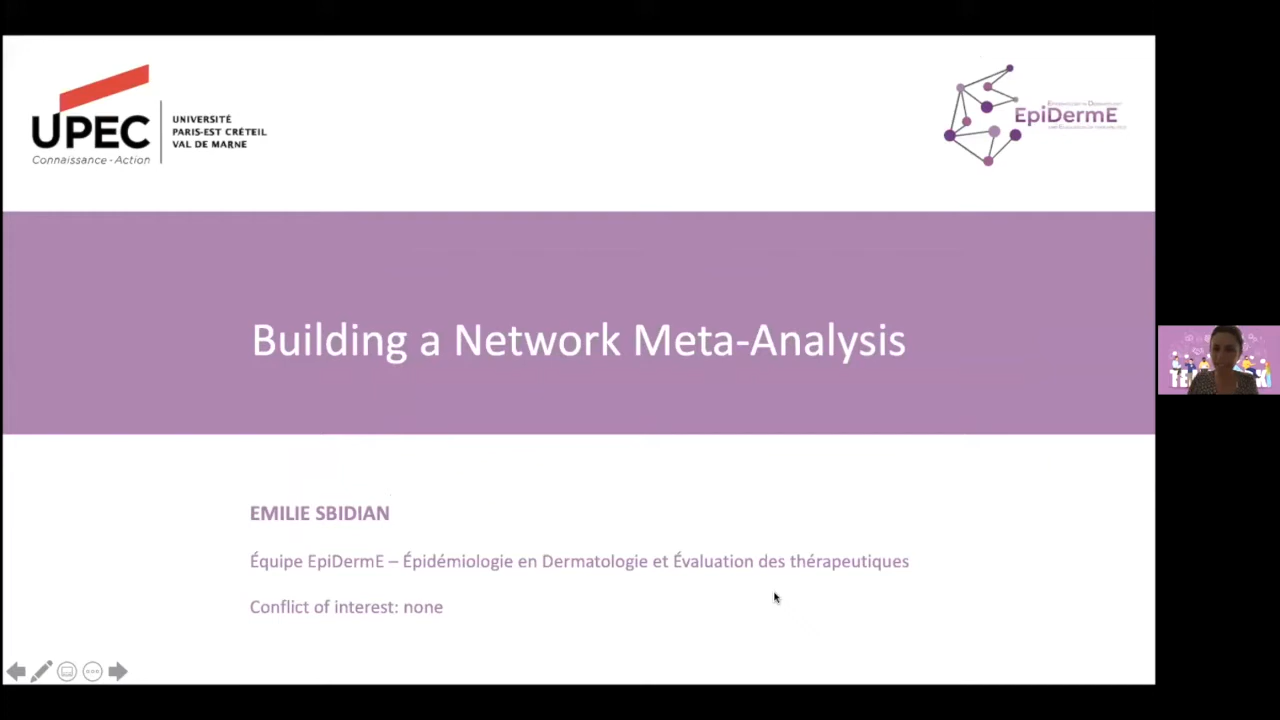 UPEC
Connaissance - Action
UNIVERSITÉ
PARIS-EST CRÉTEIL
VAL DE MARNE
EpiDermE
Building a Network Meta-Analysis
EMILIE SBIDIAN
Équipe EpiDermE – Épidémiologie en Dermatologie et Évaluation des thérapeutiques
Conflict of interest: none